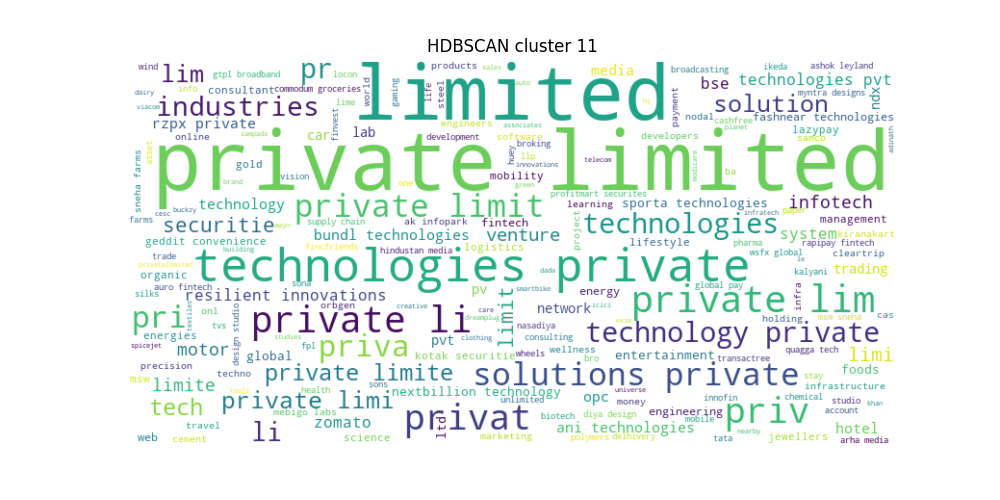 HDBSCAN cluster 11
wind
gtpl broadband
pr
locon
limited
products
sales
broadcasting
ikeda
ashok leyland
lim
info
consultant
commodum groceries
world
gaming
life
steel
auto
media
bse
technologies pvt
dairy
viacom
industries
lime
finvest
payment
solution
myntra designs
ndx
rzpx private
sampada
car
lab
engineers
associates
nodal
cashfree
planet
fashnear technologies
online
development
software
developers
lazypay
samco
adinath
asset
private limited
broking
huey
llp
innovations
telecom
modicare
gold
vision
mobility
green
ba
sneha farms
brand
one
profitmart securites
technology
private limit
learning
sporta technologies
infotech
farms
cesc
buckzy
supply chain
ak infopark
fintech
project
infratech
paper
management
securitie
bundl technologies
venture
technologies
system
kiranakart
geddit convenience
building
finfriends
hindustan media
logistics
lifestyle
rapipay fintech
trade
technologies private
pharma
wsfx global
cleartrip
privatelimited
organic
dada
kalyani
trading
auro fintech
sona
pv
smartbike
energy
global pay
infra
silks
resilient innovations
orbgen
care
creative
limit
network
icici
private lim
pri
textiles
onl
tvs
design studio
private li
dreamplug
nasadiya
exim
holding
msw sneha
cas
energies
studies
clothing
consulting
technology private
spicejet
motor
fpl
priva
pvt
wheels
wellness
quagga tech
limi
precision
global
kotak securitie
bro
entertainment
transactree
foods
msw
techno
private limite
solutions private
stay
limite
tools
health
sons
nextbillion technology
universe
innofin
chemical
infrastructure
tech
private limi
unlimited
opc
money
studio
khan
mebigo labs
privat
ltd
biotech
diya design
engineering
mobile
priv
account
travel
zomato
ani technologies
nearby
hotel
web
cement
li
science
marketing
polymers
delhivery
tata
jewellers
arha media